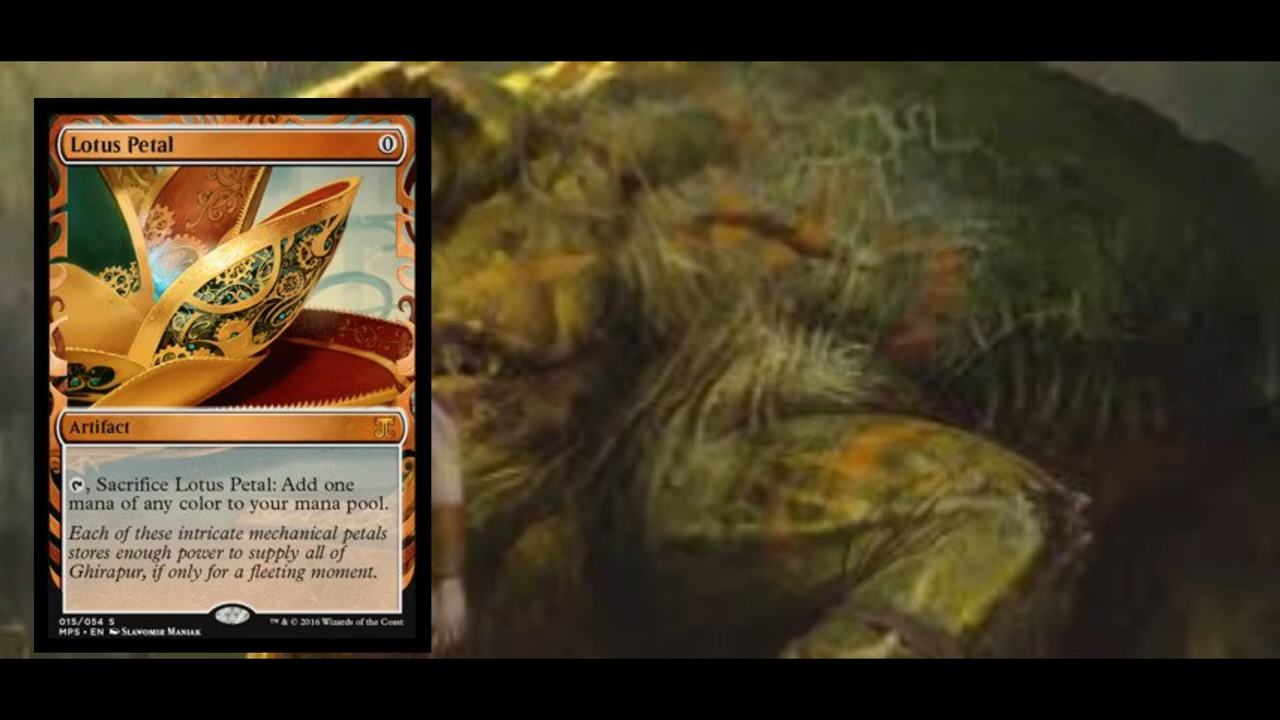 Lotus Petal 0
Artifact
, Sacrifice Lotus Petal: Add one
mana of any color to your mana pool.
Each of these intricate mechanical petals
stores enough power to supply all of
Ghirapur, if only for a fleeting moment.
015/054 S
MPS • EN Slawomir Maniak
™ & © 2016 Wizards of the Coast